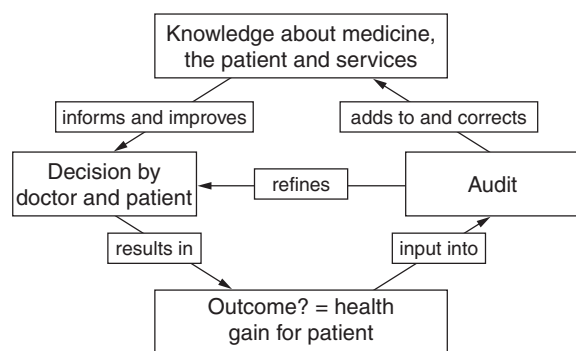 Knowledge about medicine,
the patient and services
informs and improves
adds to and corrects
Decision by
doctor and patient
refines
Audit
results in
input into
Outcome? = health
gain for patient